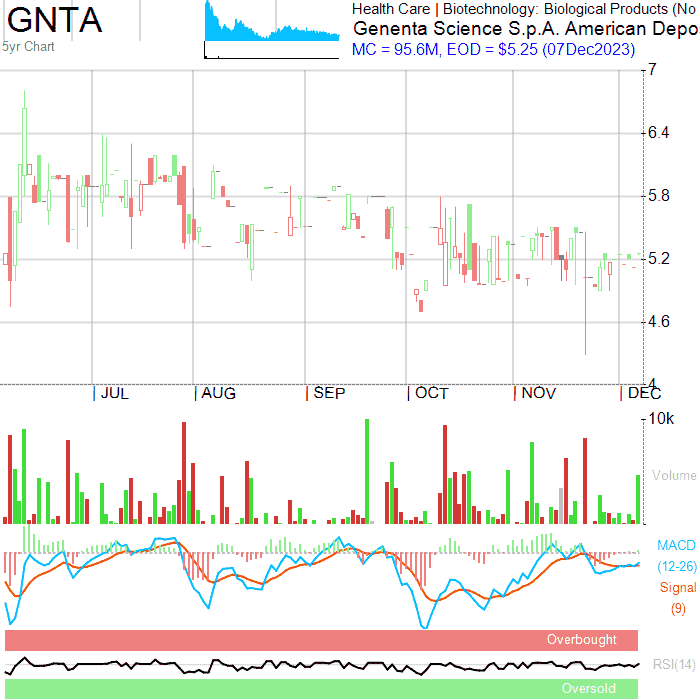 GNTA
5yr Chart
Health Care | Biotechnology: Biological Products (No
Genenta Science S.p.A. American Depo
MC = 95.6M, EOD = $5.25 (07Dec2023)
7
6.4
5.8
5.2
4.6
4
JUL AUG SEP OCT NOV DEC
10k
Volume
MACD
(12-26)
Signal
(9)
Overbought
RSI(14)
Oversold